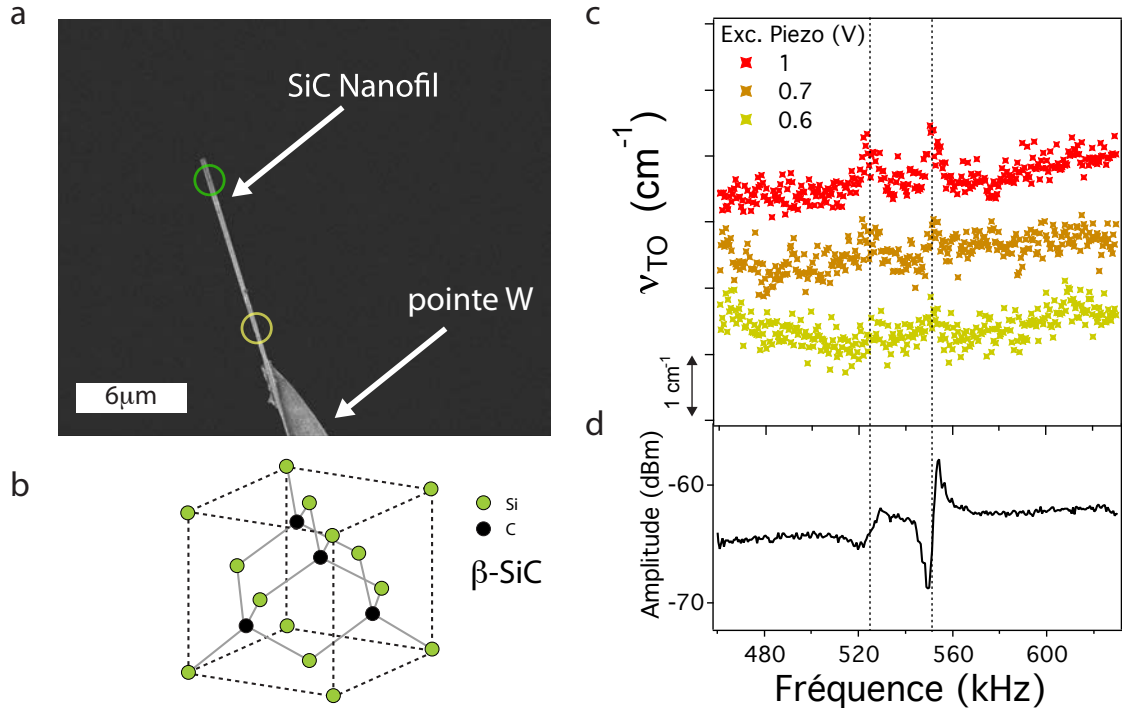 a
SiC Nanofil
pointe W
6μm
b
Si
C
β-SiC
c
Exc. Piezo (V)
1
0.7
0.6
νTO (cm-1)
1 cm-1
d
Amplitude (dBm)
-60
-70
480 520 560 600
Fréquence (kHz)